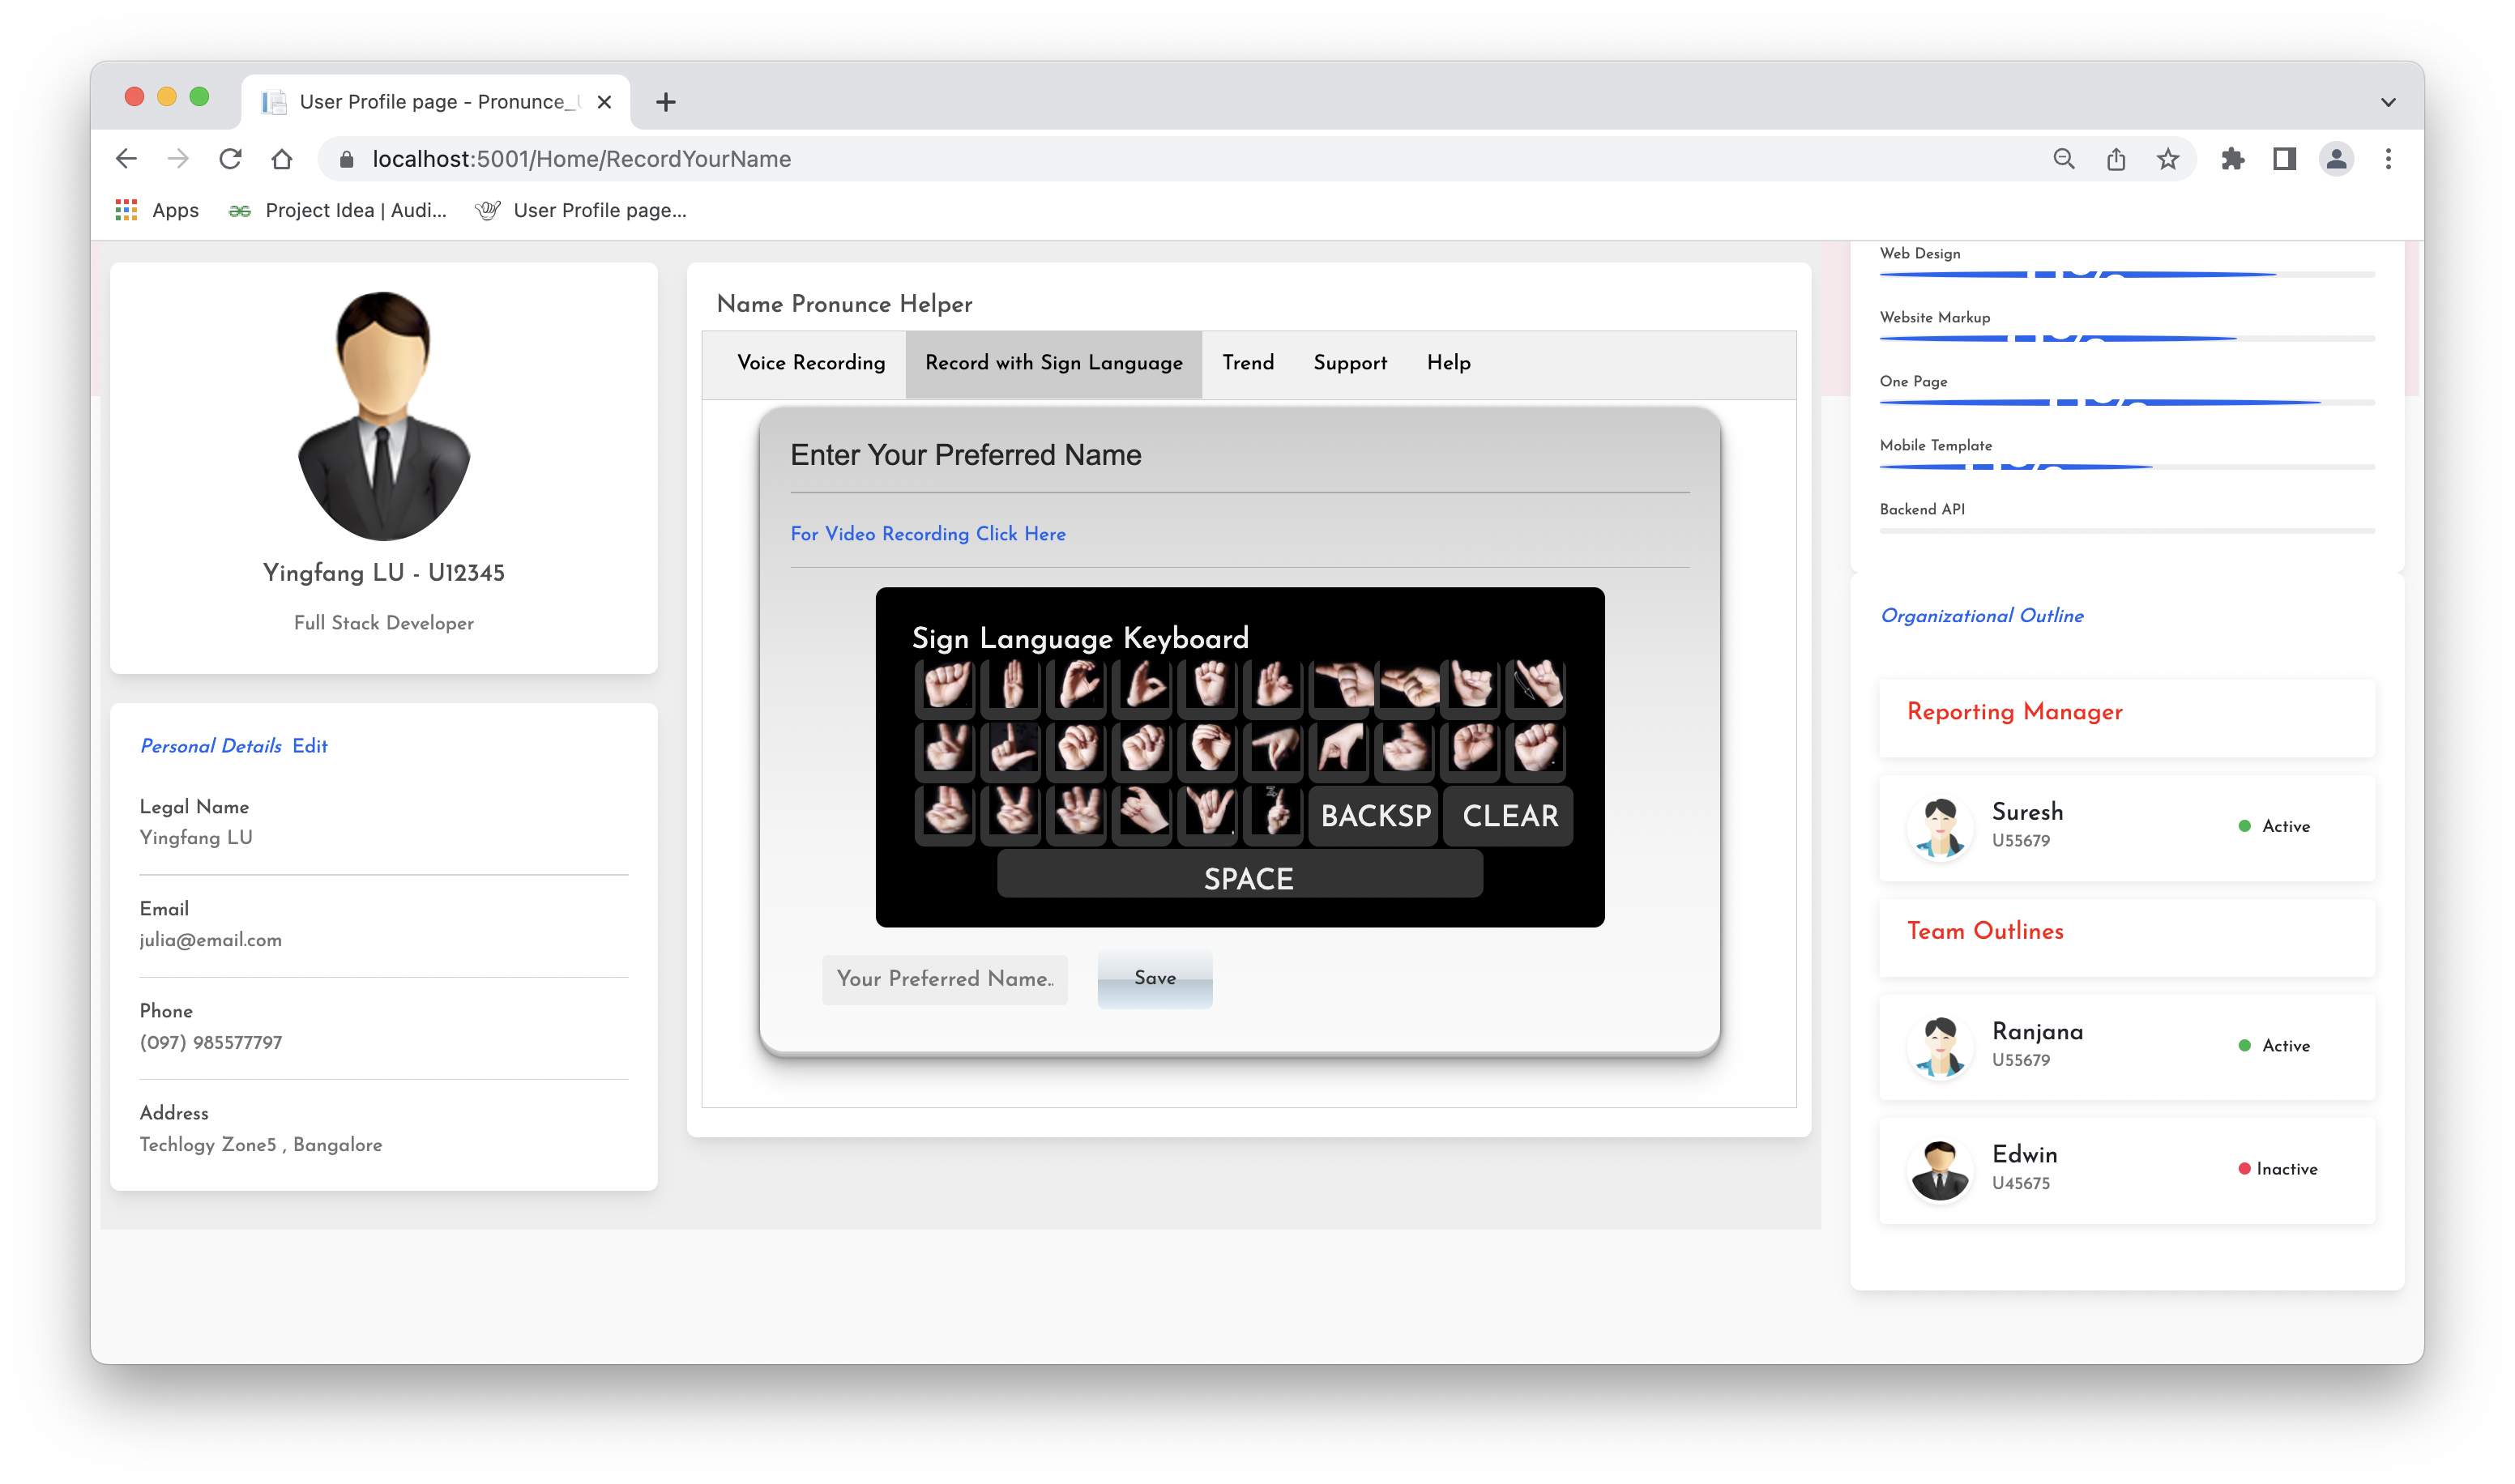 User Profile page - Pronunce_
localhost:5001/Home/RecordYourName
Apps
Project Idea | Audi...
User Profile page...
Yingfang LU - U12345
Full Stack Developer
Personal Details Edit
Legal Name
Yingfang LU
Email
julia@email.com
Phone
(097) 985577797
Address
Techlogy Zone5 , Bangalore
Name Pronunce Helper
Voice Recording
Record with Sign Language
Trend
Support
Help
Enter Your Preferred Name
For Video Recording Click Here
Sign Language Keyboard
BACKSP
CLEAR
SPACE
Your Preferred Name..
Save
Web Design
Website Markup
One Page
Mobile Template
Backend API
Organizational Outline
Reporting Manager
Suresh
U55679
Active
Team Outlines
Ranjana
U55679
Active
Edwin
U45675
Inactive